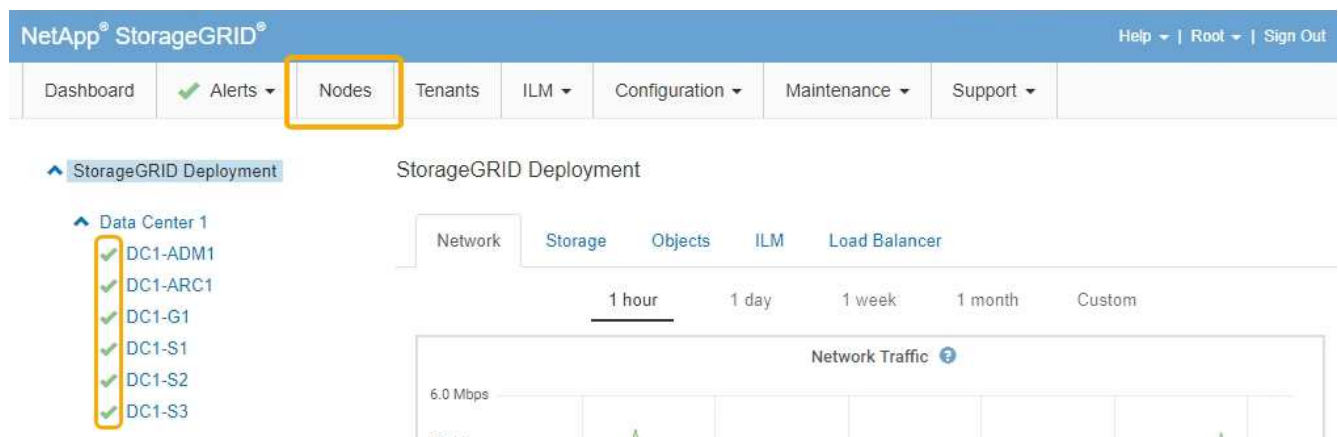 NetApp® StorageGRID®
Help | Root | Sign Out
Dashboard Alerts Nodes Tenants ILM Configuration Maintenance Support
StorageGRID Deployment
Data Center 1
DC1-ADM1
DC1-ARC1
DC1-G1
DC1-S1
DC1-S2
DC1-S3
StorageGRID Deployment
Network Storage Objects ILM Load Balancer
1 hour 1 day 1 week 1 month Custom
Network Traffic ?
6.0 Mbps